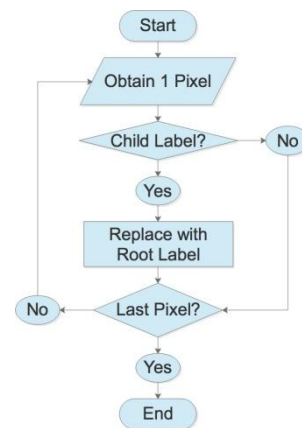 Start
Obtain 1 Pixel
Child Label?
No
Yes
Replace with
Root Label
No
Last Pixel?
Yes
End